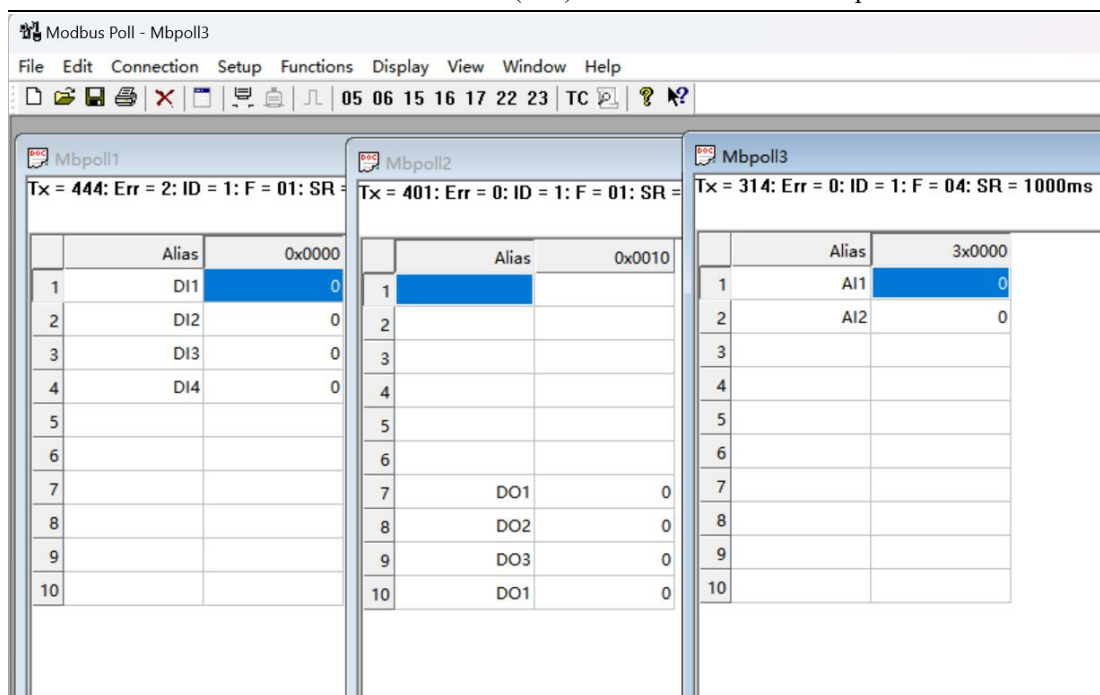 Modbus Poll - Mbpoll3
File Edit Connection Setup Functions Display View Window Help
05 06 15 16 17 22 23 TC
Mbpoll1
Tx = 444: Err = 2: ID = 1: F = 01: SR =
Alias 0x0000
1 DI1 0
2 DI2 0
3 DI3 0
4 DI4 0
5
6
7
8
9
10
Mbpoll2
Tx = 401: Err = 0: ID = 1: F = 01: SR =
Alias 0x0010
1
2
3
4
5
6
7 DO1 0
8 DO2 0
9 DO3 0
10 DO1 0
Mbpoll3
Tx = 314: Err = 0: ID = 1: F = 04: SR = 1000ms
Alias 3x0000
1 AI1 0
2 AI2 0
3
4
5
6
7
8
9
10